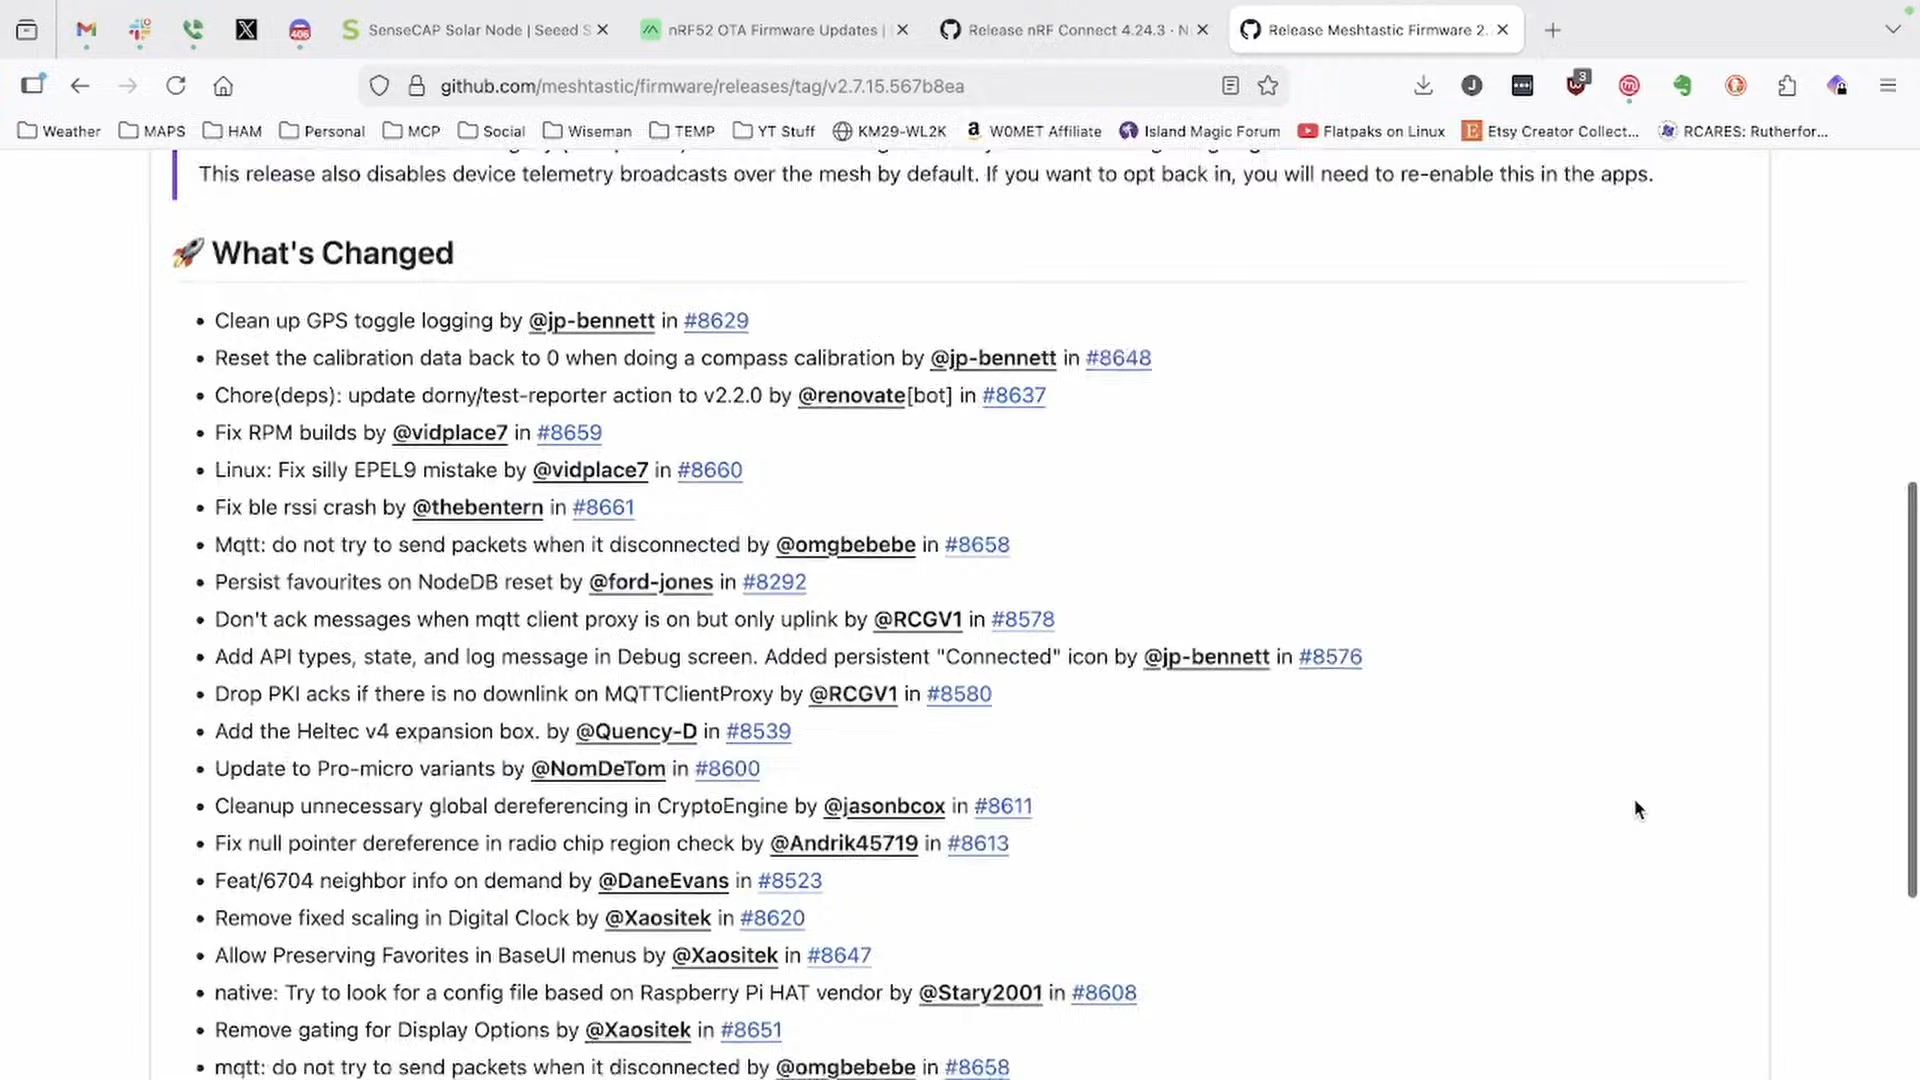 406
SenseCAP Solar Node | Seeed S
nRF52 OTA Firmware Updates |
Release nRF Connect 4.24.3 · N
Release Meshtastic Firmware 2.
github.com/meshtastic/firmware/releases/tag/v2.7.15.567b8ea
J
3
Weather
MAPS
HAM
Personal
MCP
Social
Wiseman
TEMP
YT Stuff
KM29-WL2K
W0MET Affiliate
Island Magic Forum
Flatpaks on Linux
Etsy Creator Collect...
RCARES: Rutherfor...
This release also disables device telemetry broadcasts over the mesh by default. If you want to opt back in, you will need to re-enable this in the apps.
🚀 What's Changed
• Clean up GPS toggle logging by @jp-bennett in #8629
• Reset the calibration data back to 0 when doing a compass calibration by @jp-bennett in #8648
• Chore(deps): update dorny/test-reporter action to v2.2.0 by @renovate[bot] in #8637
• Fix RPM builds by @vidplace7 in #8659
• Linux: Fix silly EPEL9 mistake by @vidplace7 in #8660
• Fix ble rssi crash by @thebentern in #8661
• Mqtt: do not try to send packets when it disconnected by @omgbebebe in #8658
• Persist favourites on NodeDB reset by @ford-jones in #8292
• Don't ack messages when mqtt client proxy is on but only uplink by @RCGV1 in #8578
• Add API types, state, and log message in Debug screen. Added persistent "Connected" icon by @jp-bennett in #8576
• Drop PKI acks if there is no downlink on MQTTClientProxy by @RCGV1 in #8580
• Add the Heltec v4 expansion box. by @Quency-D in #8539
• Update to Pro-micro variants by @NomDeTom in #8600
• Cleanup unnecessary global dereferencing in CryptoEngine by @jasonbcox in #8611
• Fix null pointer dereference in radio chip region check by @Andrik45719 in #8613
• Feat/6704 neighbor info on demand by @DaneEvans in #8523
• Remove fixed scaling in Digital Clock by @Xaositek in #8620
• Allow Preserving Favorites in BaseUI menus by @Xaositek in #8647
• native: Try to look for a config file based on Raspberry Pi HAT vendor by @Stary2001 in #8608
• Remove gating for Display Options by @Xaositek in #8651
• mqtt: do not try to send packets when it disconnected by @omgbebebe in #8658